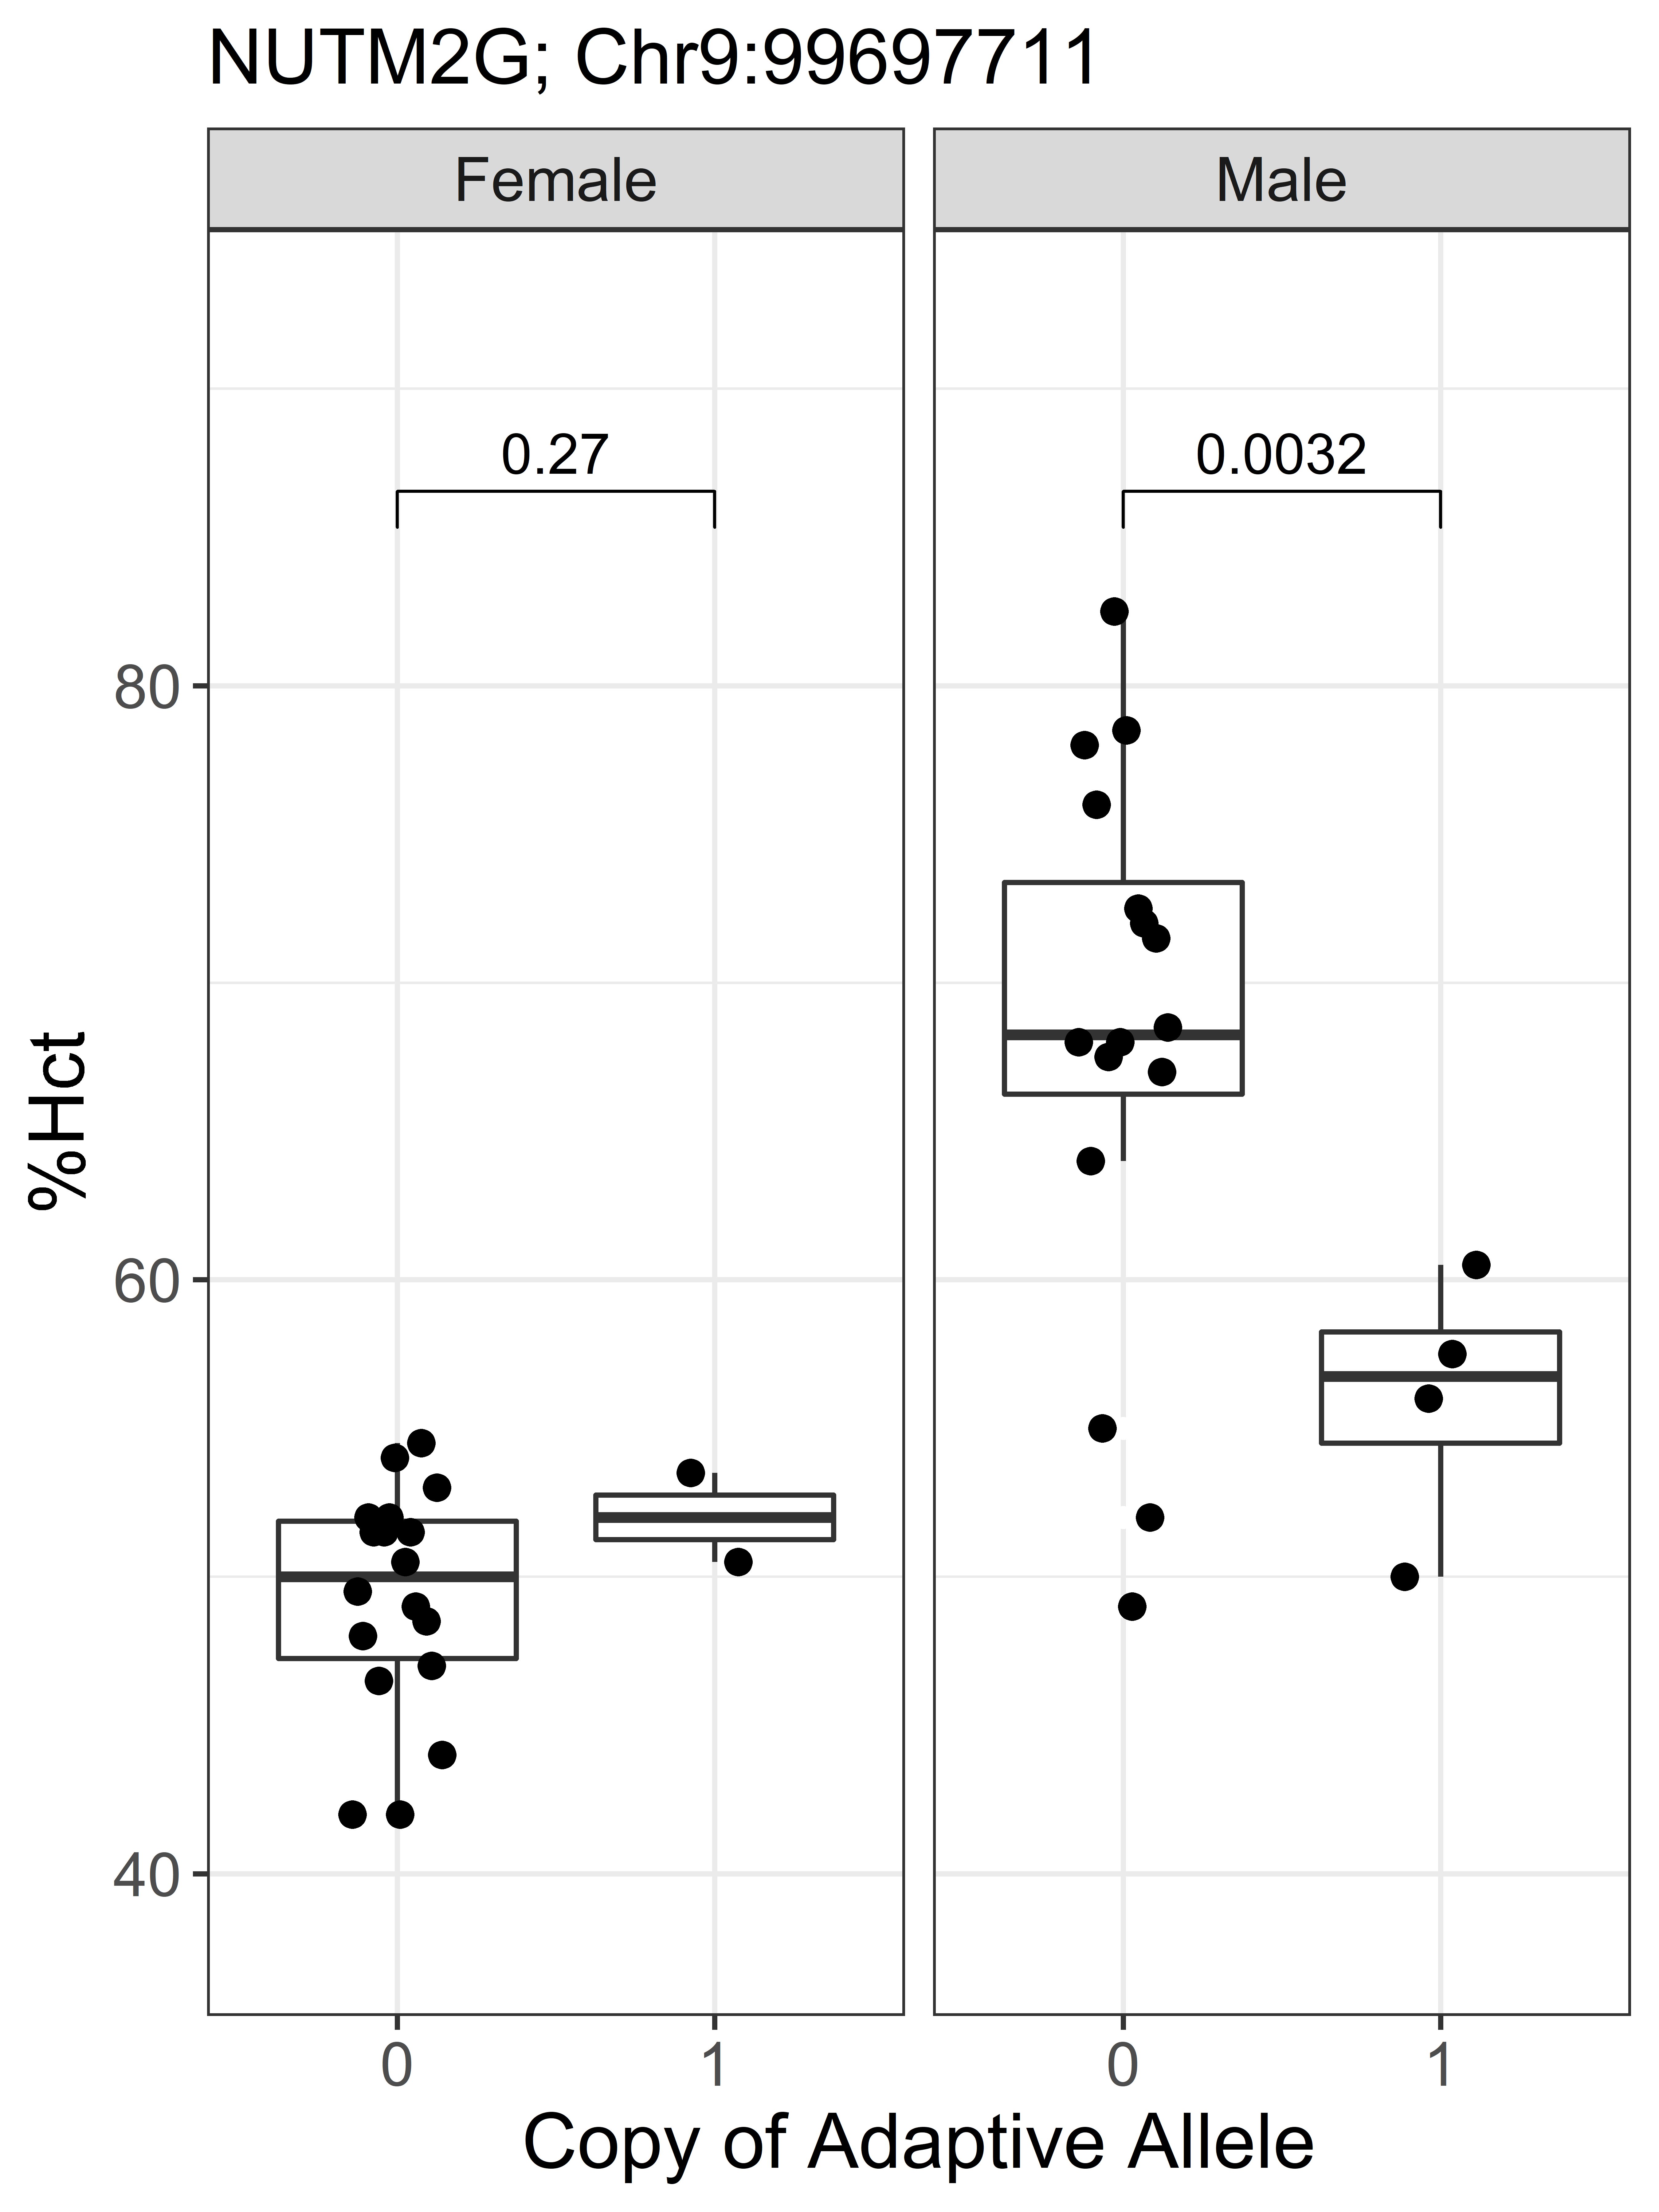 NUTM2G; Chr9:99697711
Female
Male
0.27
0.0032
80
60
40
%Hct
0 1
0 1
Copy of Adaptive Allele